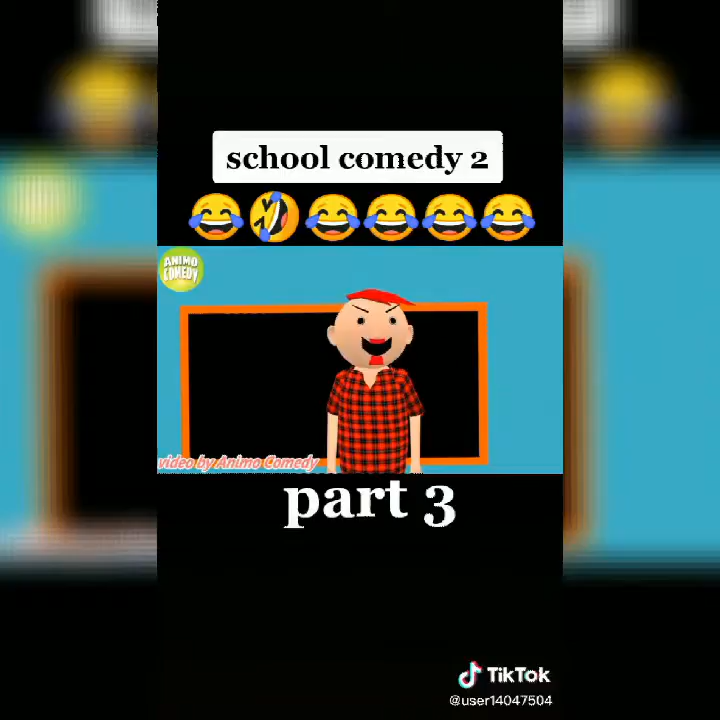 school comedy 2
😂🤣😂😂😂😂
ANIMO
COMEDY
video by Animo Comedy
part 3
TikTok
@user14047504